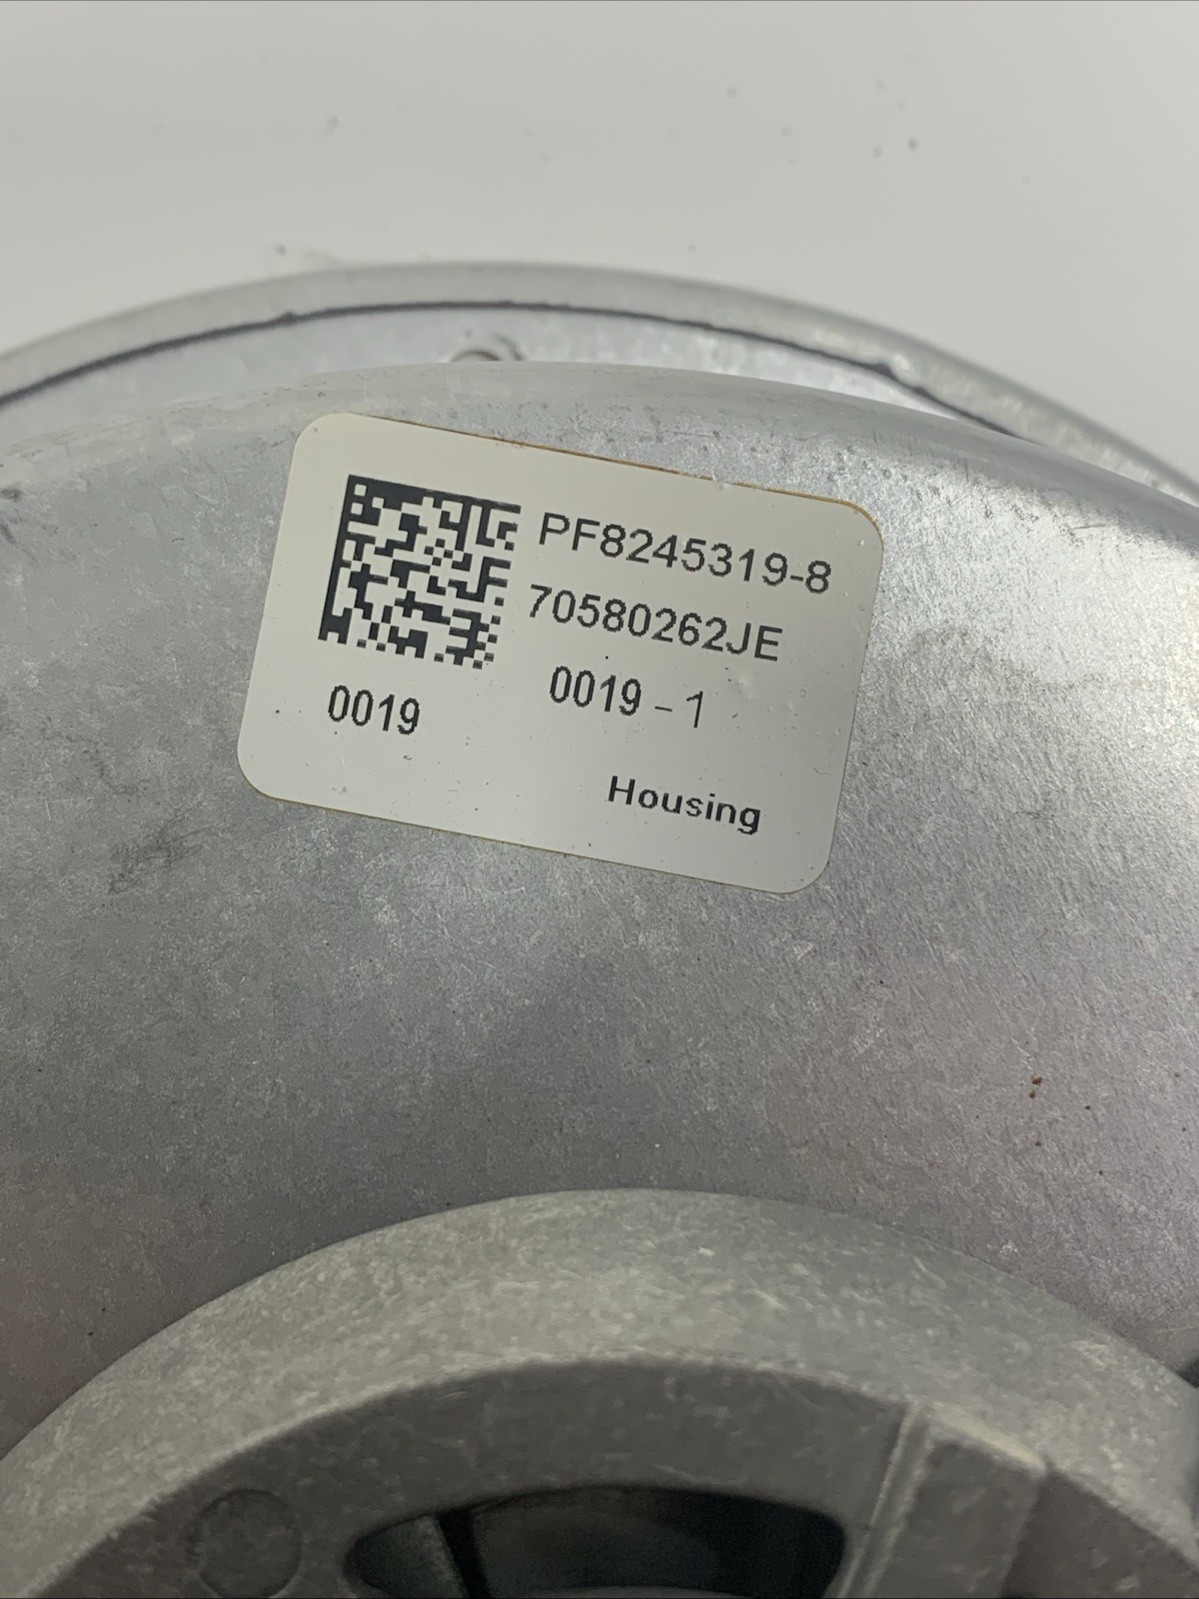 PF8245319-8
70580262JE
0019 - 1
0019
Housing